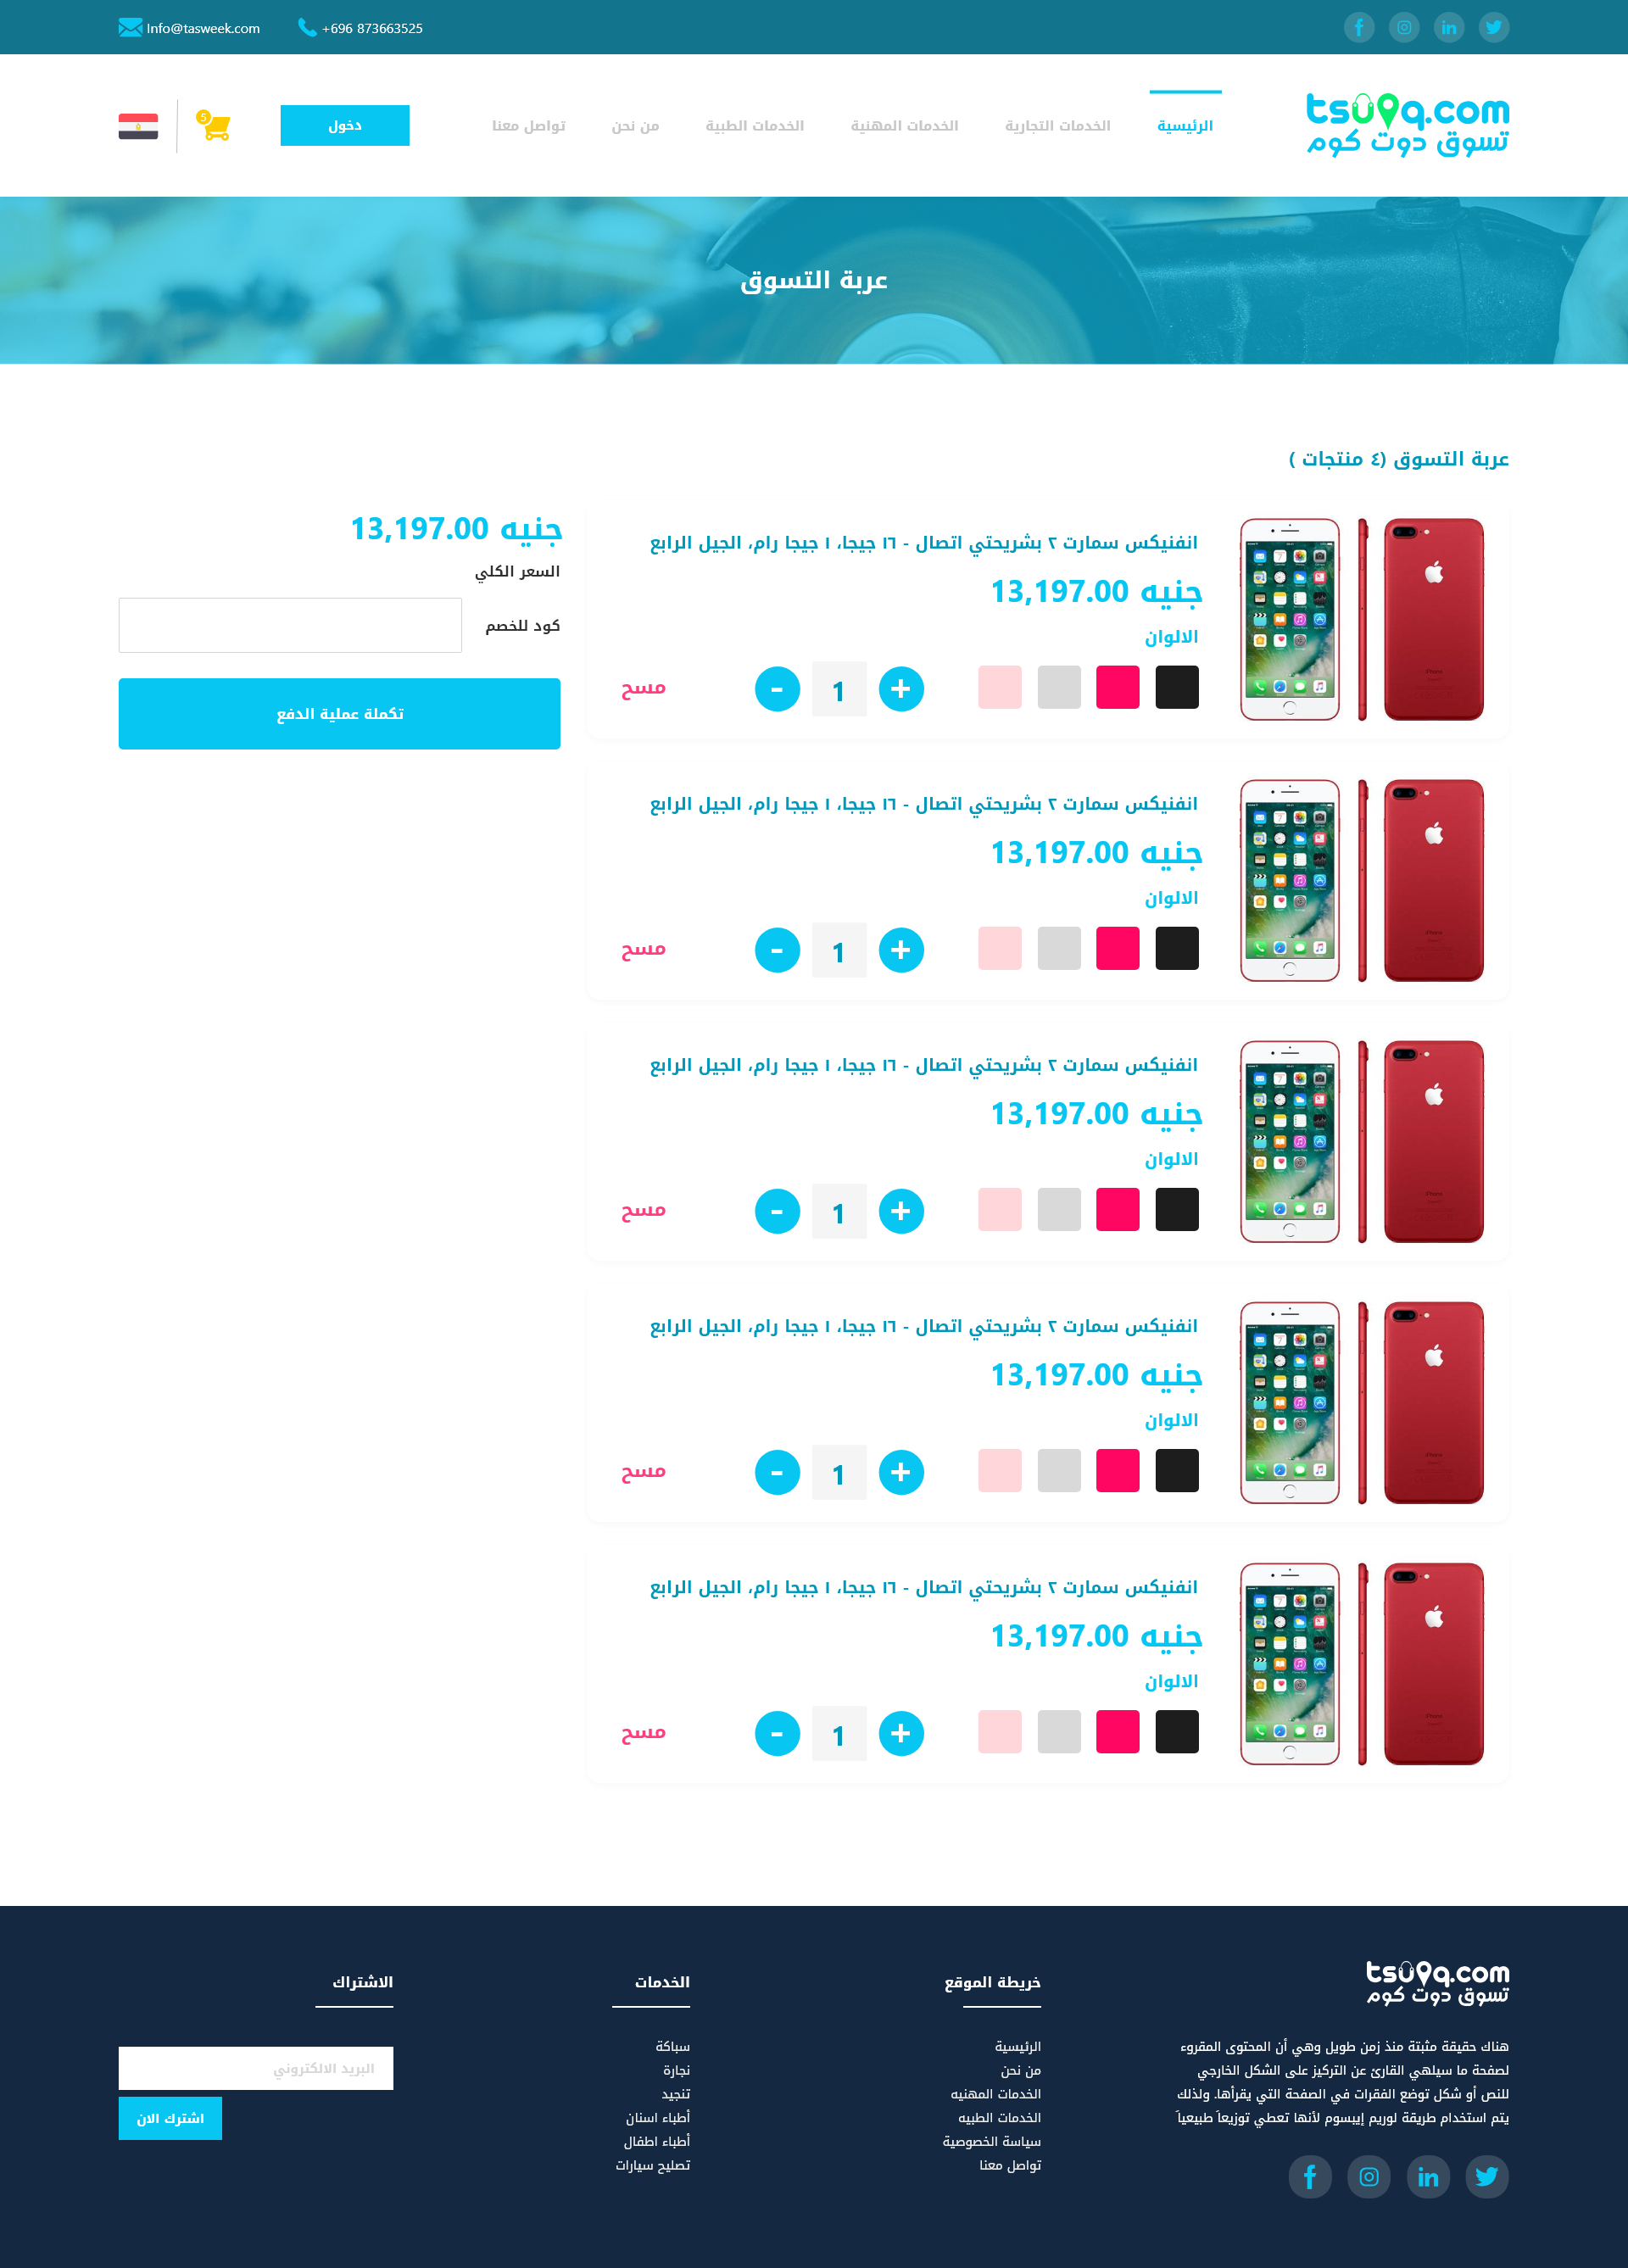 Info@tasweek.com
+696 873663525
tsuuq.com
تسوق دوت كوم
الرئيسية
الخدمات التجارية
الخدمات المهنية
الخدمات الطبية
من نحن
تواصل معنا
دخول
5
عربة التسوق
عربة التسوق (٤ منتجات )
انفنيكس سمارت ٢ بشريحتي اتصال - ١٦ جيجا، ١ جيجا رام، الجيل الرابع
جنيه 13,197.00
الالوان
+ 1 -
مسح
انفنيكس سمارت ٢ بشريحتي اتصال - ١٦ جيجا، ١ جيجا رام، الجيل الرابع
جنيه 13,197.00
الالوان
+ 1 -
مسح
انفنيكس سمارت ٢ بشريحتي اتصال - ١٦ جيجا، ١ جيجا رام، الجيل الرابع
جنيه 13,197.00
الالوان
+ 1 -
مسح
انفنيكس سمارت ٢ بشريحتي اتصال - ١٦ جيجا، ١ جيجا رام، الجيل الرابع
جنيه 13,197.00
الالوان
+ 1 -
مسح
انفنيكس سمارت ٢ بشريحتي اتصال - ١٦ جيجا، ١ جيجا رام، الجيل الرابع
جنيه 13,197.00
الالوان
+ 1 -
مسح
جنيه 13,197.00
السعر الكلي
كود للخصم
تكملة عملية الدفع
tsuuq.com
تسوق دوت كوم
هناك حقيقة مثبتة منذ زمن طويل وهي أن المحتوى المقروء
لصفحة ما سيلهي القارئ عن التركيز على الشكل الخارجي
للنص أو شكل توضع الفقرات في الصفحة التي يقرأها. ولذلك
يتم استخدام طريقة لوريم إيبسوم لأنها تعطي توزيعاَ طبيعياَ
خريطة الموقع
الرئيسية
من نحن
الخدمات المهنيه
الخدمات الطبيه
سياسة الخصوصية
تواصل معنا
الخدمات
سباكة
نجارة
تنجيد
أطباء اسنان
أطباء اطفال
تصليح سيارات
الاشتراك
البريد الالكتروني
اشترك الان